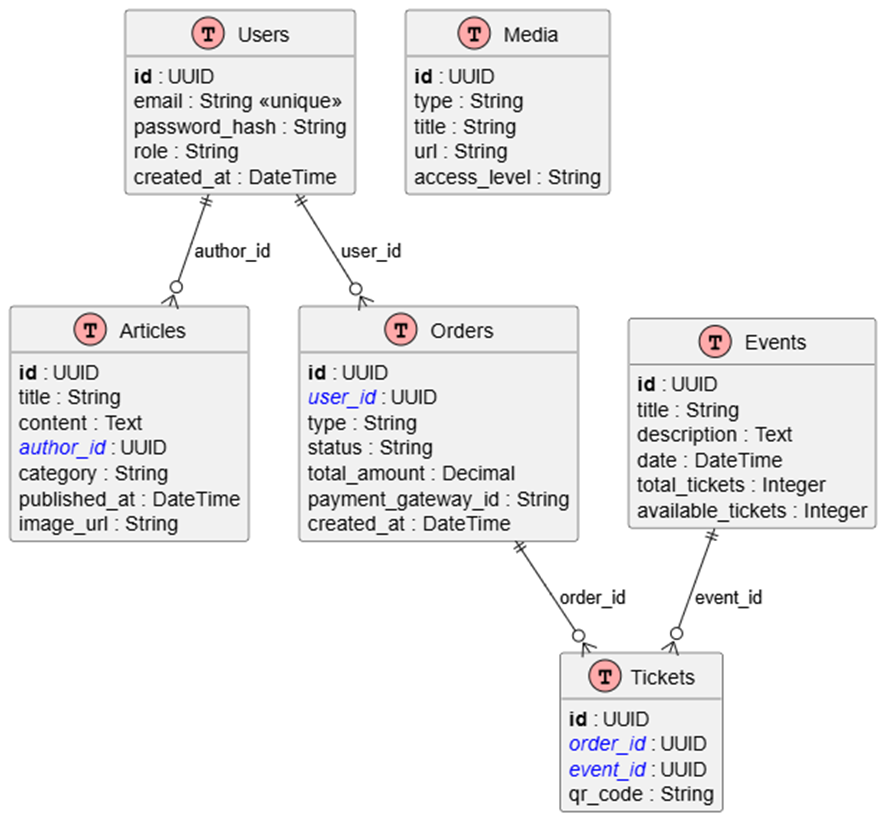 T Users
id : UUID
email : String «unique»
password_hash : String
role : String
created_at : DateTime
T Media
id : UUID
type : String
title : String
url : String
access_level : String
author_id
user_id
T Articles
id : UUID
title : String
content : Text
author_id : UUID
category : String
published_at : DateTime
image_url : String
T Orders
id : UUID
user_id : UUID
type : String
status : String
total_amount : Decimal
payment_gateway_id : String
created_at : DateTime
T Events
id : UUID
title : String
description : Text
date : DateTime
total_tickets : Integer
available_tickets : Integer
order_id
event_id
T Tickets
id : UUID
order_id : UUID
event_id : UUID
qr_code : String